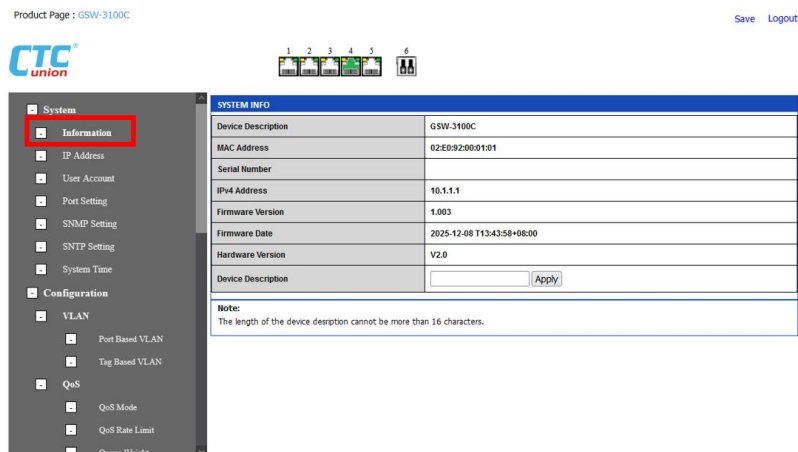 Product Page : GSW-3100C
Save Logout
CTC ®
union
1 2 3 4 5 6
System
Information
IP Address
User Account
Port Setting
SNMP Setting
SNTP Setting
System Time
Configuration
VLAN
Port Based VLAN
Tag Based VLAN
QoS
QoS Mode
QoS Rate Limit
SYSTEM INFO
Device Description GSW-3100C
MAC Address 02:E0:92:00:01:01
Serial Number
IPv4 Address 10.1.1.1
Firmware Version 1.003
Firmware Date 2025-12-08 T13:43:58+08:00
Hardware Version V2.0
Device Description Apply
Note:
The length of the device desription cannot be more than 16 characters.